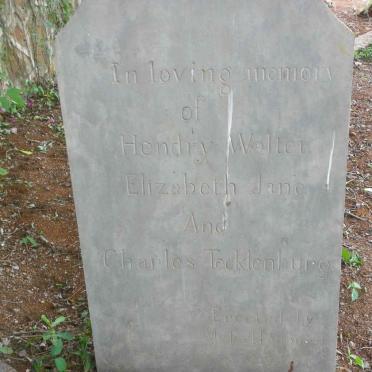 In loving memory
of
Hendry Walter
Elizabeth Jane
And
Charles Tecklenburg
Erected by